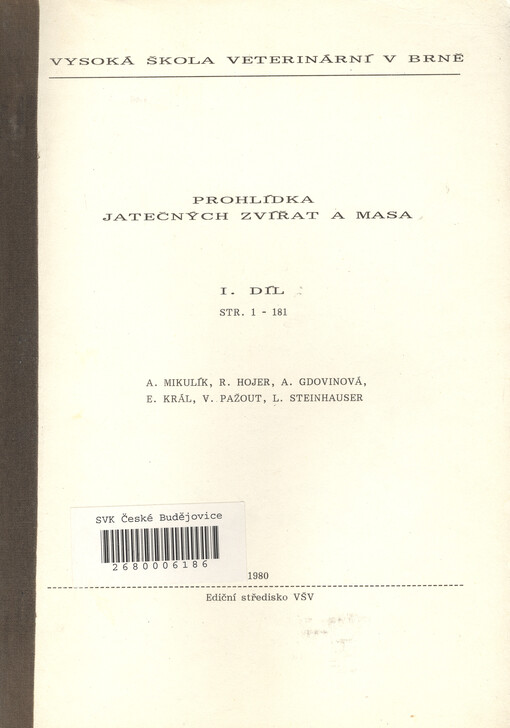 VYSOKÁ ŠKOLA VETERINÁRNÍ V BRNĚ
PROHLÍDKA
JATEČNÝCH ZVÍŘAT A MASA
I. DÍL
STR. 1 - 181
A. MIKULÍK, R. HOJER, A. GDOVINOVÁ,
E. KRÁL, V. PAŽOUT, L. STEINHAUSER
SVK České Budějovice
2680006186
1980
Ediční středisko VŠV